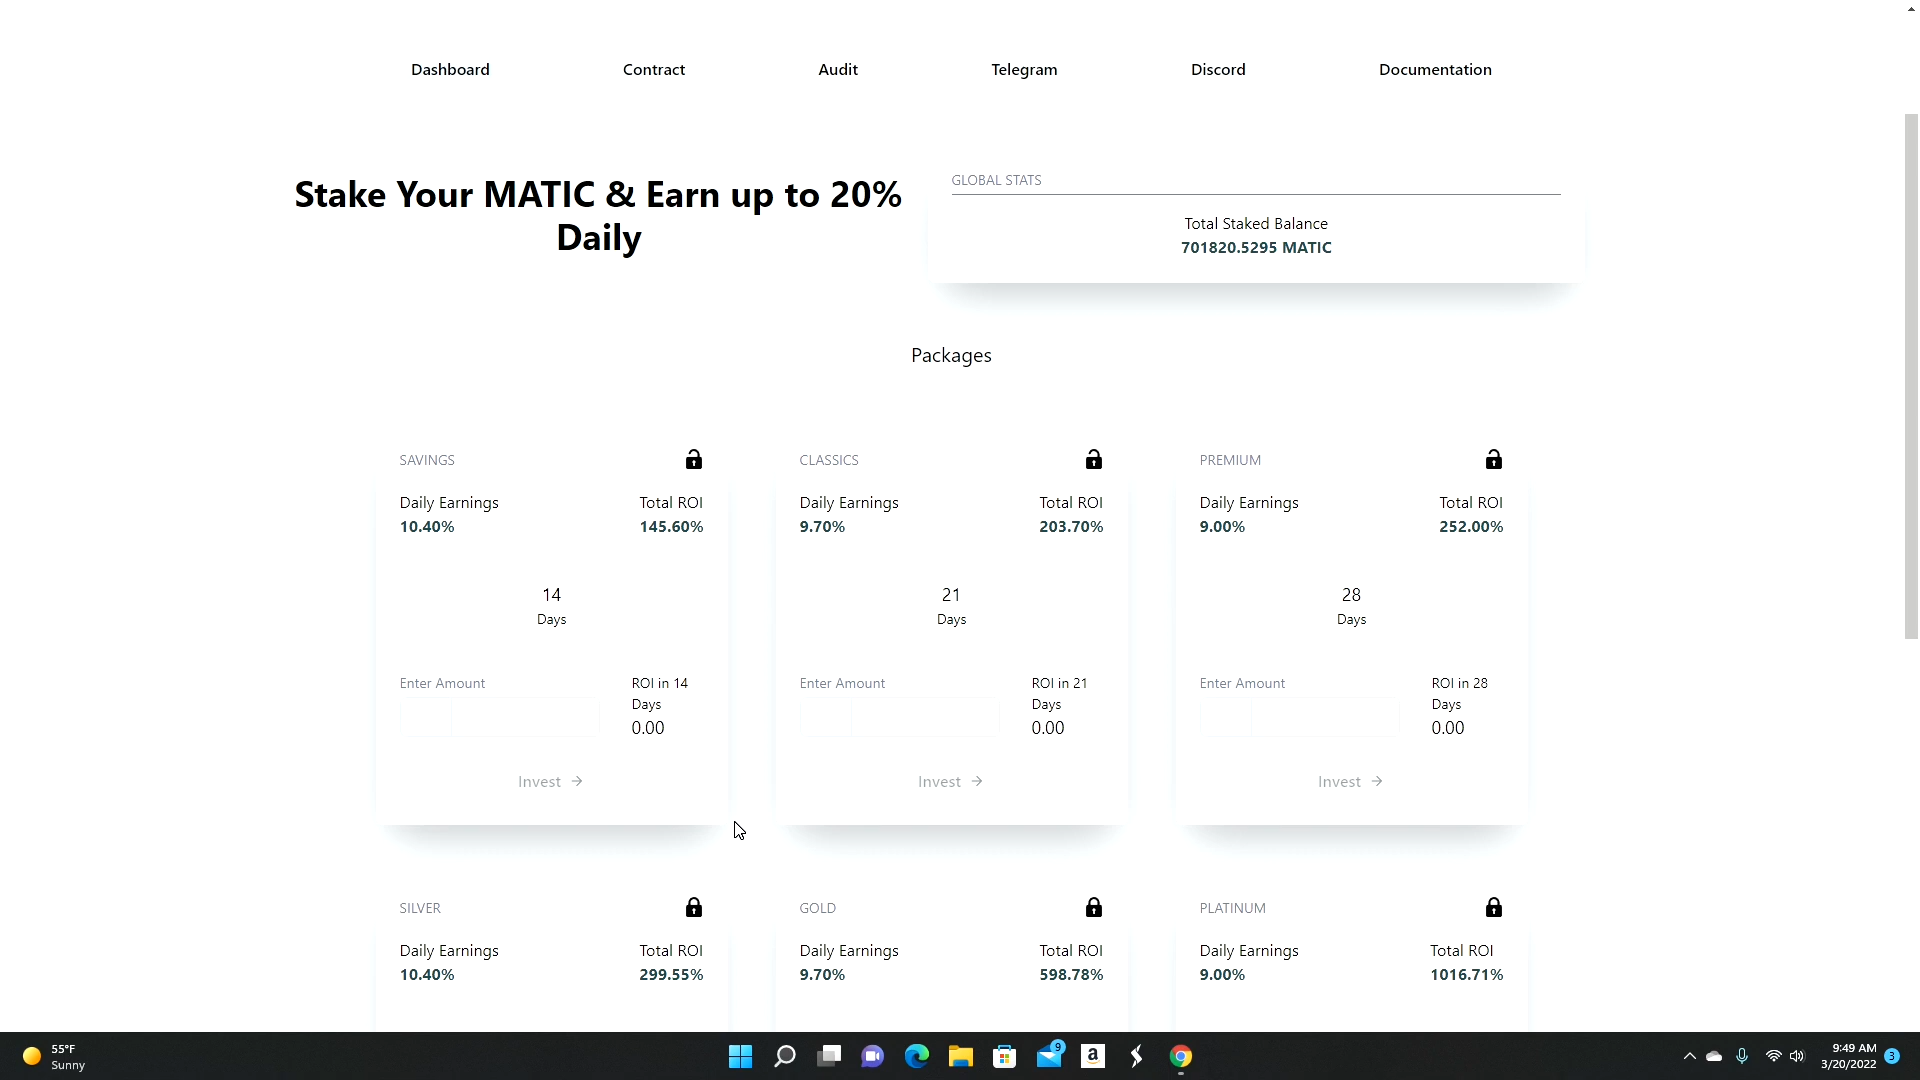 Dashboard Contract Audit Telegram Discord Documentation
Stake Your MATIC & Earn up to 20%
Daily
GLOBAL STATS
Total Staked Balance
701820.5295 MATIC
Packages
SAVINGS
Daily Earnings Total ROI
10.40% 145.60%
14
Days
Enter Amount
ROI in 14
Days
0.00
Invest →
CLASSICS
Daily Earnings Total ROI
9.70% 203.70%
21
Days
Enter Amount
ROI in 21
Days
0.00
Invest →
PREMIUM
Daily Earnings Total ROI
9.00% 252.00%
28
Days
Enter Amount
ROI in 28
Days
0.00
Invest →
SILVER
Daily Earnings Total ROI
10.40% 299.55%
GOLD
Daily Earnings Total ROI
9.70% 598.78%
PLATINUM
Daily Earnings Total ROI
9.00% 1016.71%
55°F
Sunny
9
a
9:49 AM
3/20/2022
3